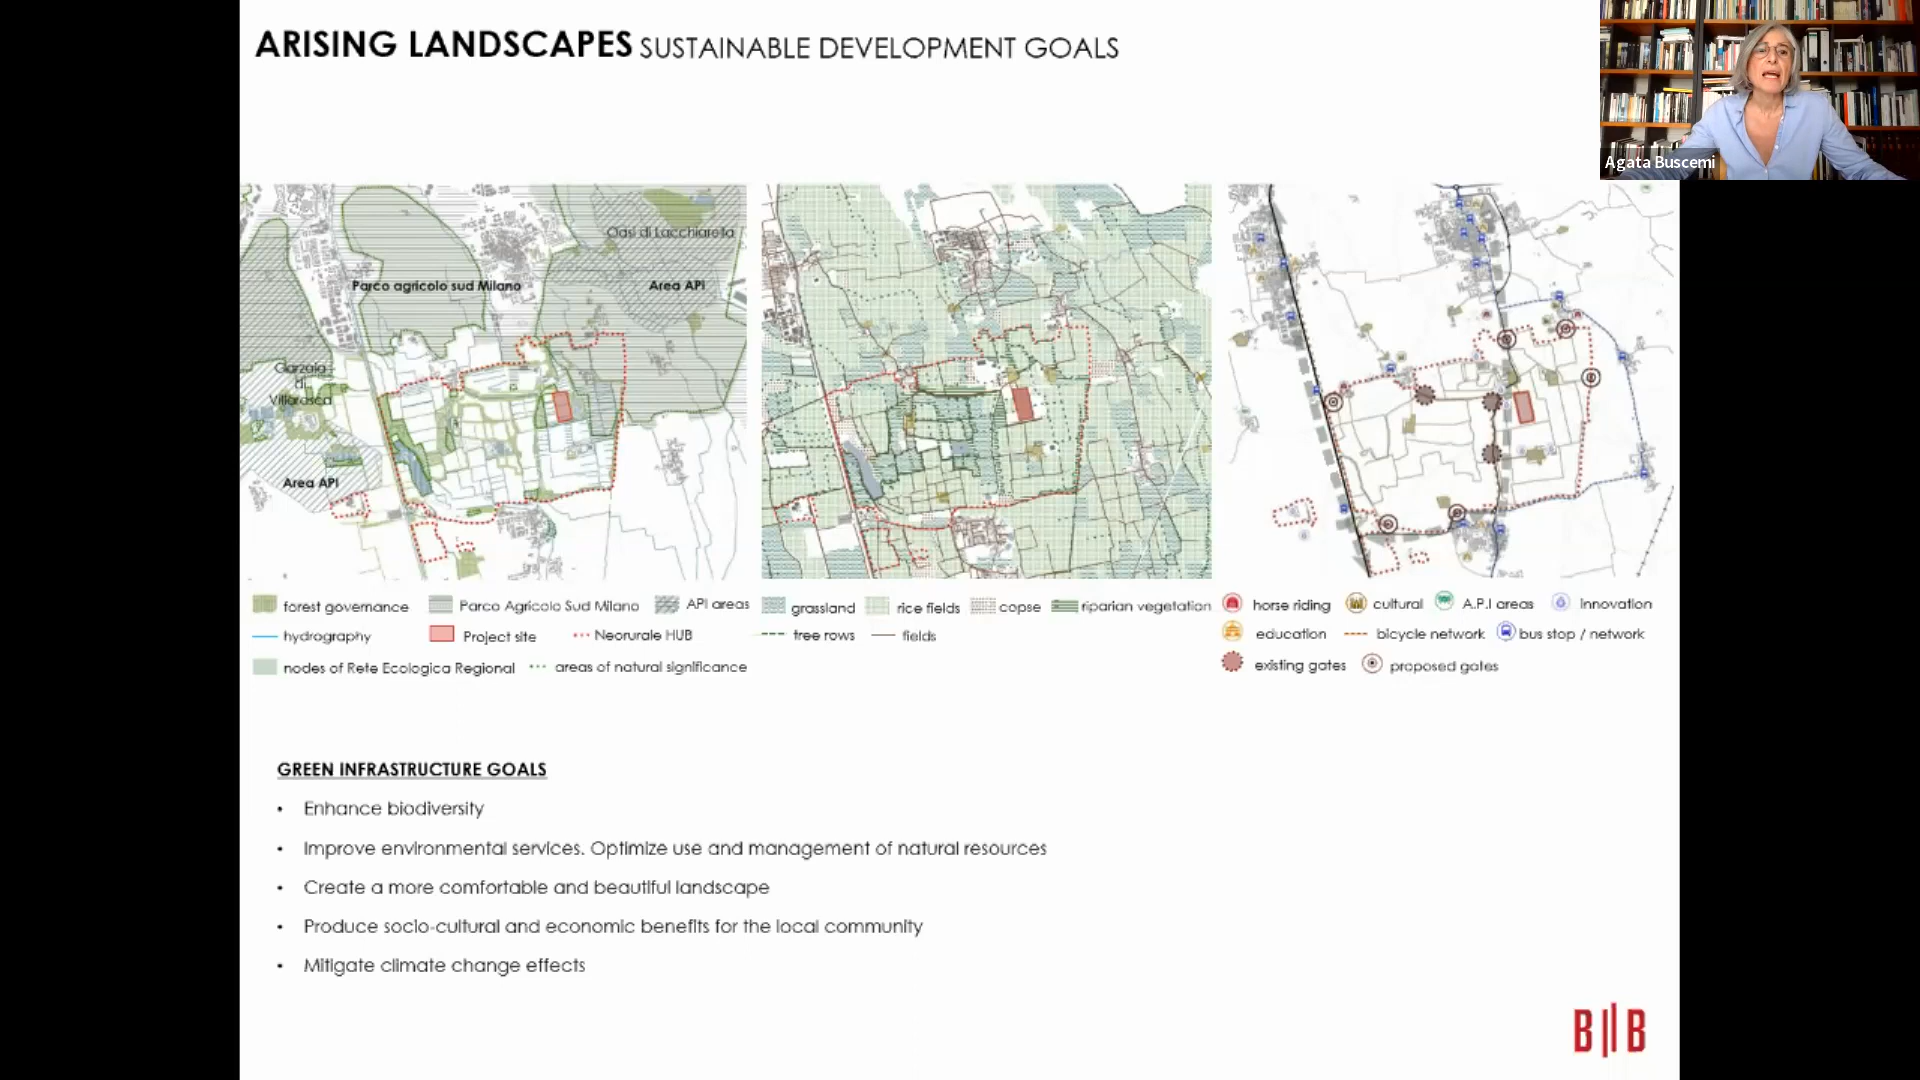 ARISING LANDSCAPES SUSTAINABLE DEVELOPMENT GOALS
Agata Buscemi
Oasi di Lacchiarella
Parco agricolo sud Milano
Area API
Garzaia
di
Villarasca
Area API
forest governance
Parco Agricolo Sud Milano
API areas
hydrography
Project site
Neorurale HUB
nodes of Rete Ecologica Regional
areas of natural significance
grassland
rice fields
copse
riparian vegetation
tree rows
fields
horse riding
cultural
A.P.I areas
Innovation
education
bicycle network
bus stop / network
existing gates
proposed gates
GREEN INFRASTRUCTURE GOALS
• Enhance biodiversity
• Improve environmental services. Optimize use and management of natural resources
• Create a more comfortable and beautiful landscape
• Produce socio-cultural and economic benefits for the local community
• Mitigate climate change effects
B||B